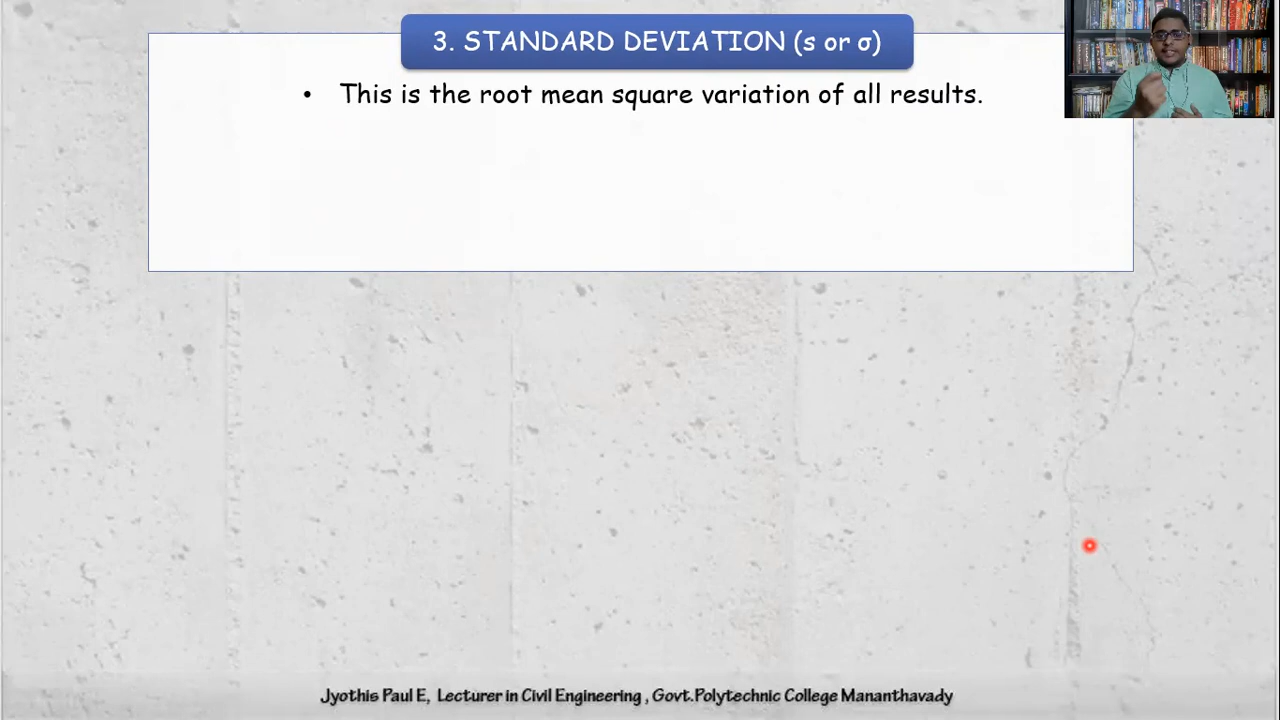 3. STANDARD DEVIATION (s or σ)
• This is the root mean square variation of all results.
Jyothis Paul E, Lecturer in Civil Engineering , Govt.Polytechnic College Mananthavady